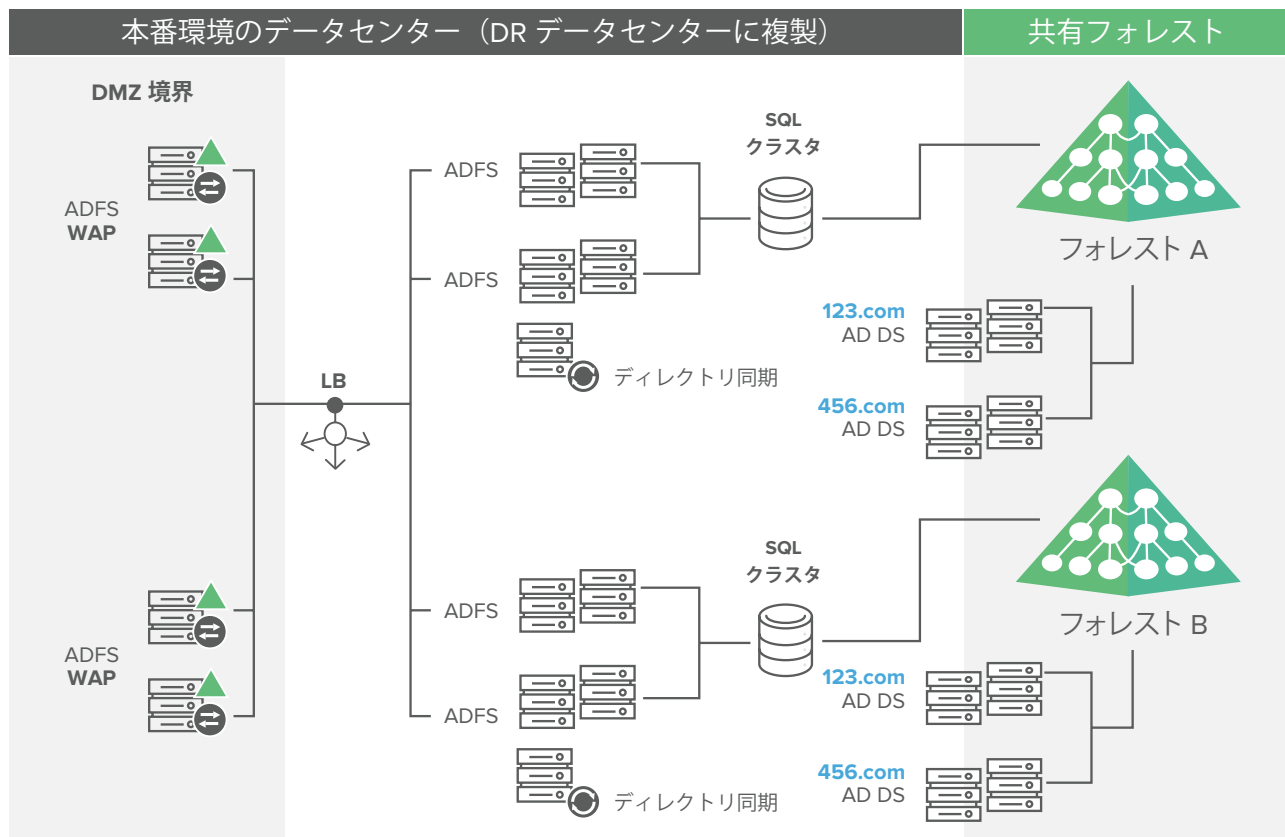 本番環境のデータセンター（DR データセンターに複製）
共有フォレスト
DMZ 境界
ADFS
WAP
ADFS
WAP
LB
ADFS
ADFS
ディレクトリ同期
SQL
クラスタ
フォレスト A
123.com
AD DS
456.com
AD DS
ADFS
ADFS
ディレクトリ同期
SQL
クラスタ
フォレスト B
123.com
AD DS
456.com
AD DS